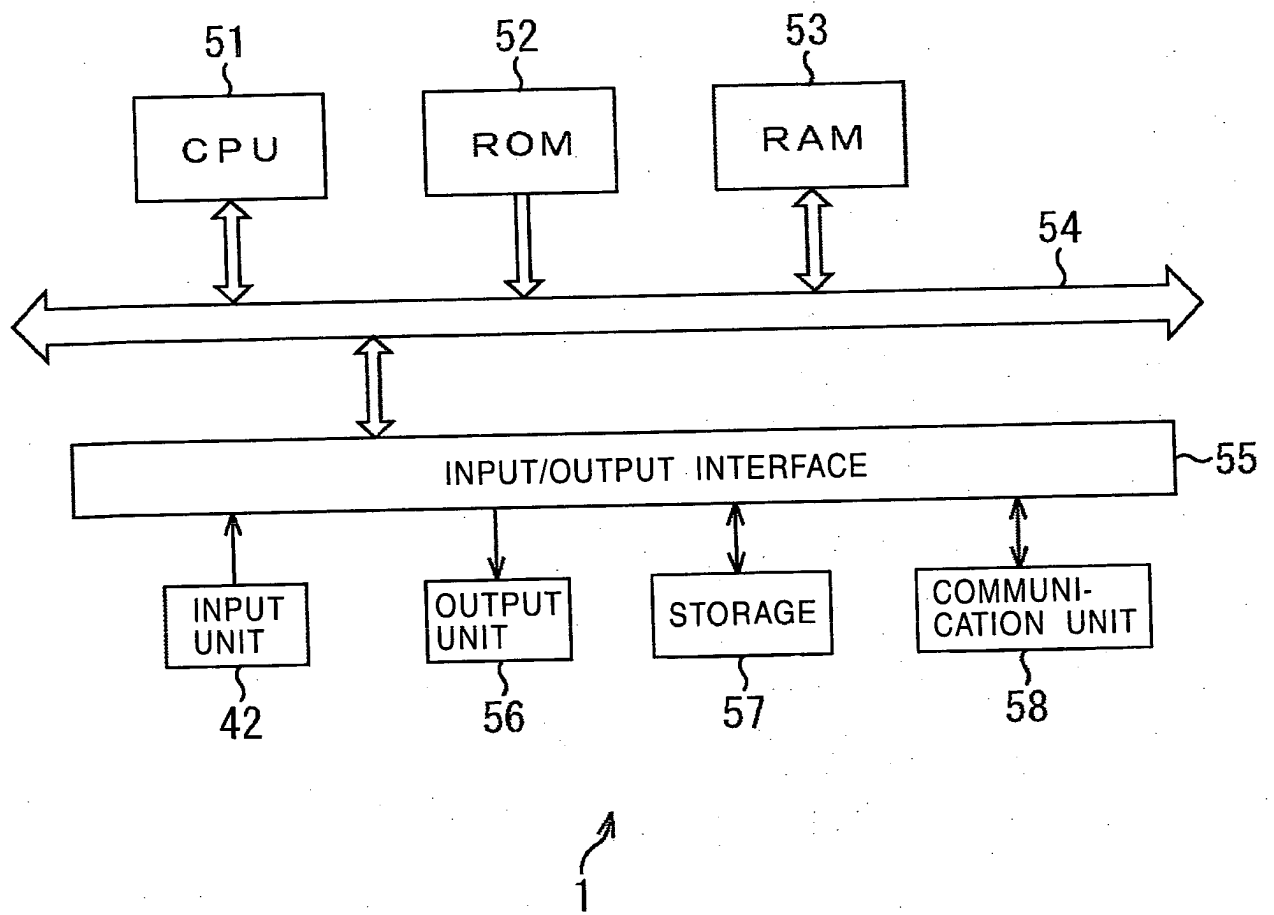 51
52
53
CPU
ROM
RAM
54
INPUT/OUTPUT INTERFACE
55
INPUT
UNIT
OUTPUT
UNIT
STORAGE
COMMUNI-
CATION UNIT
42
56
57
58
1